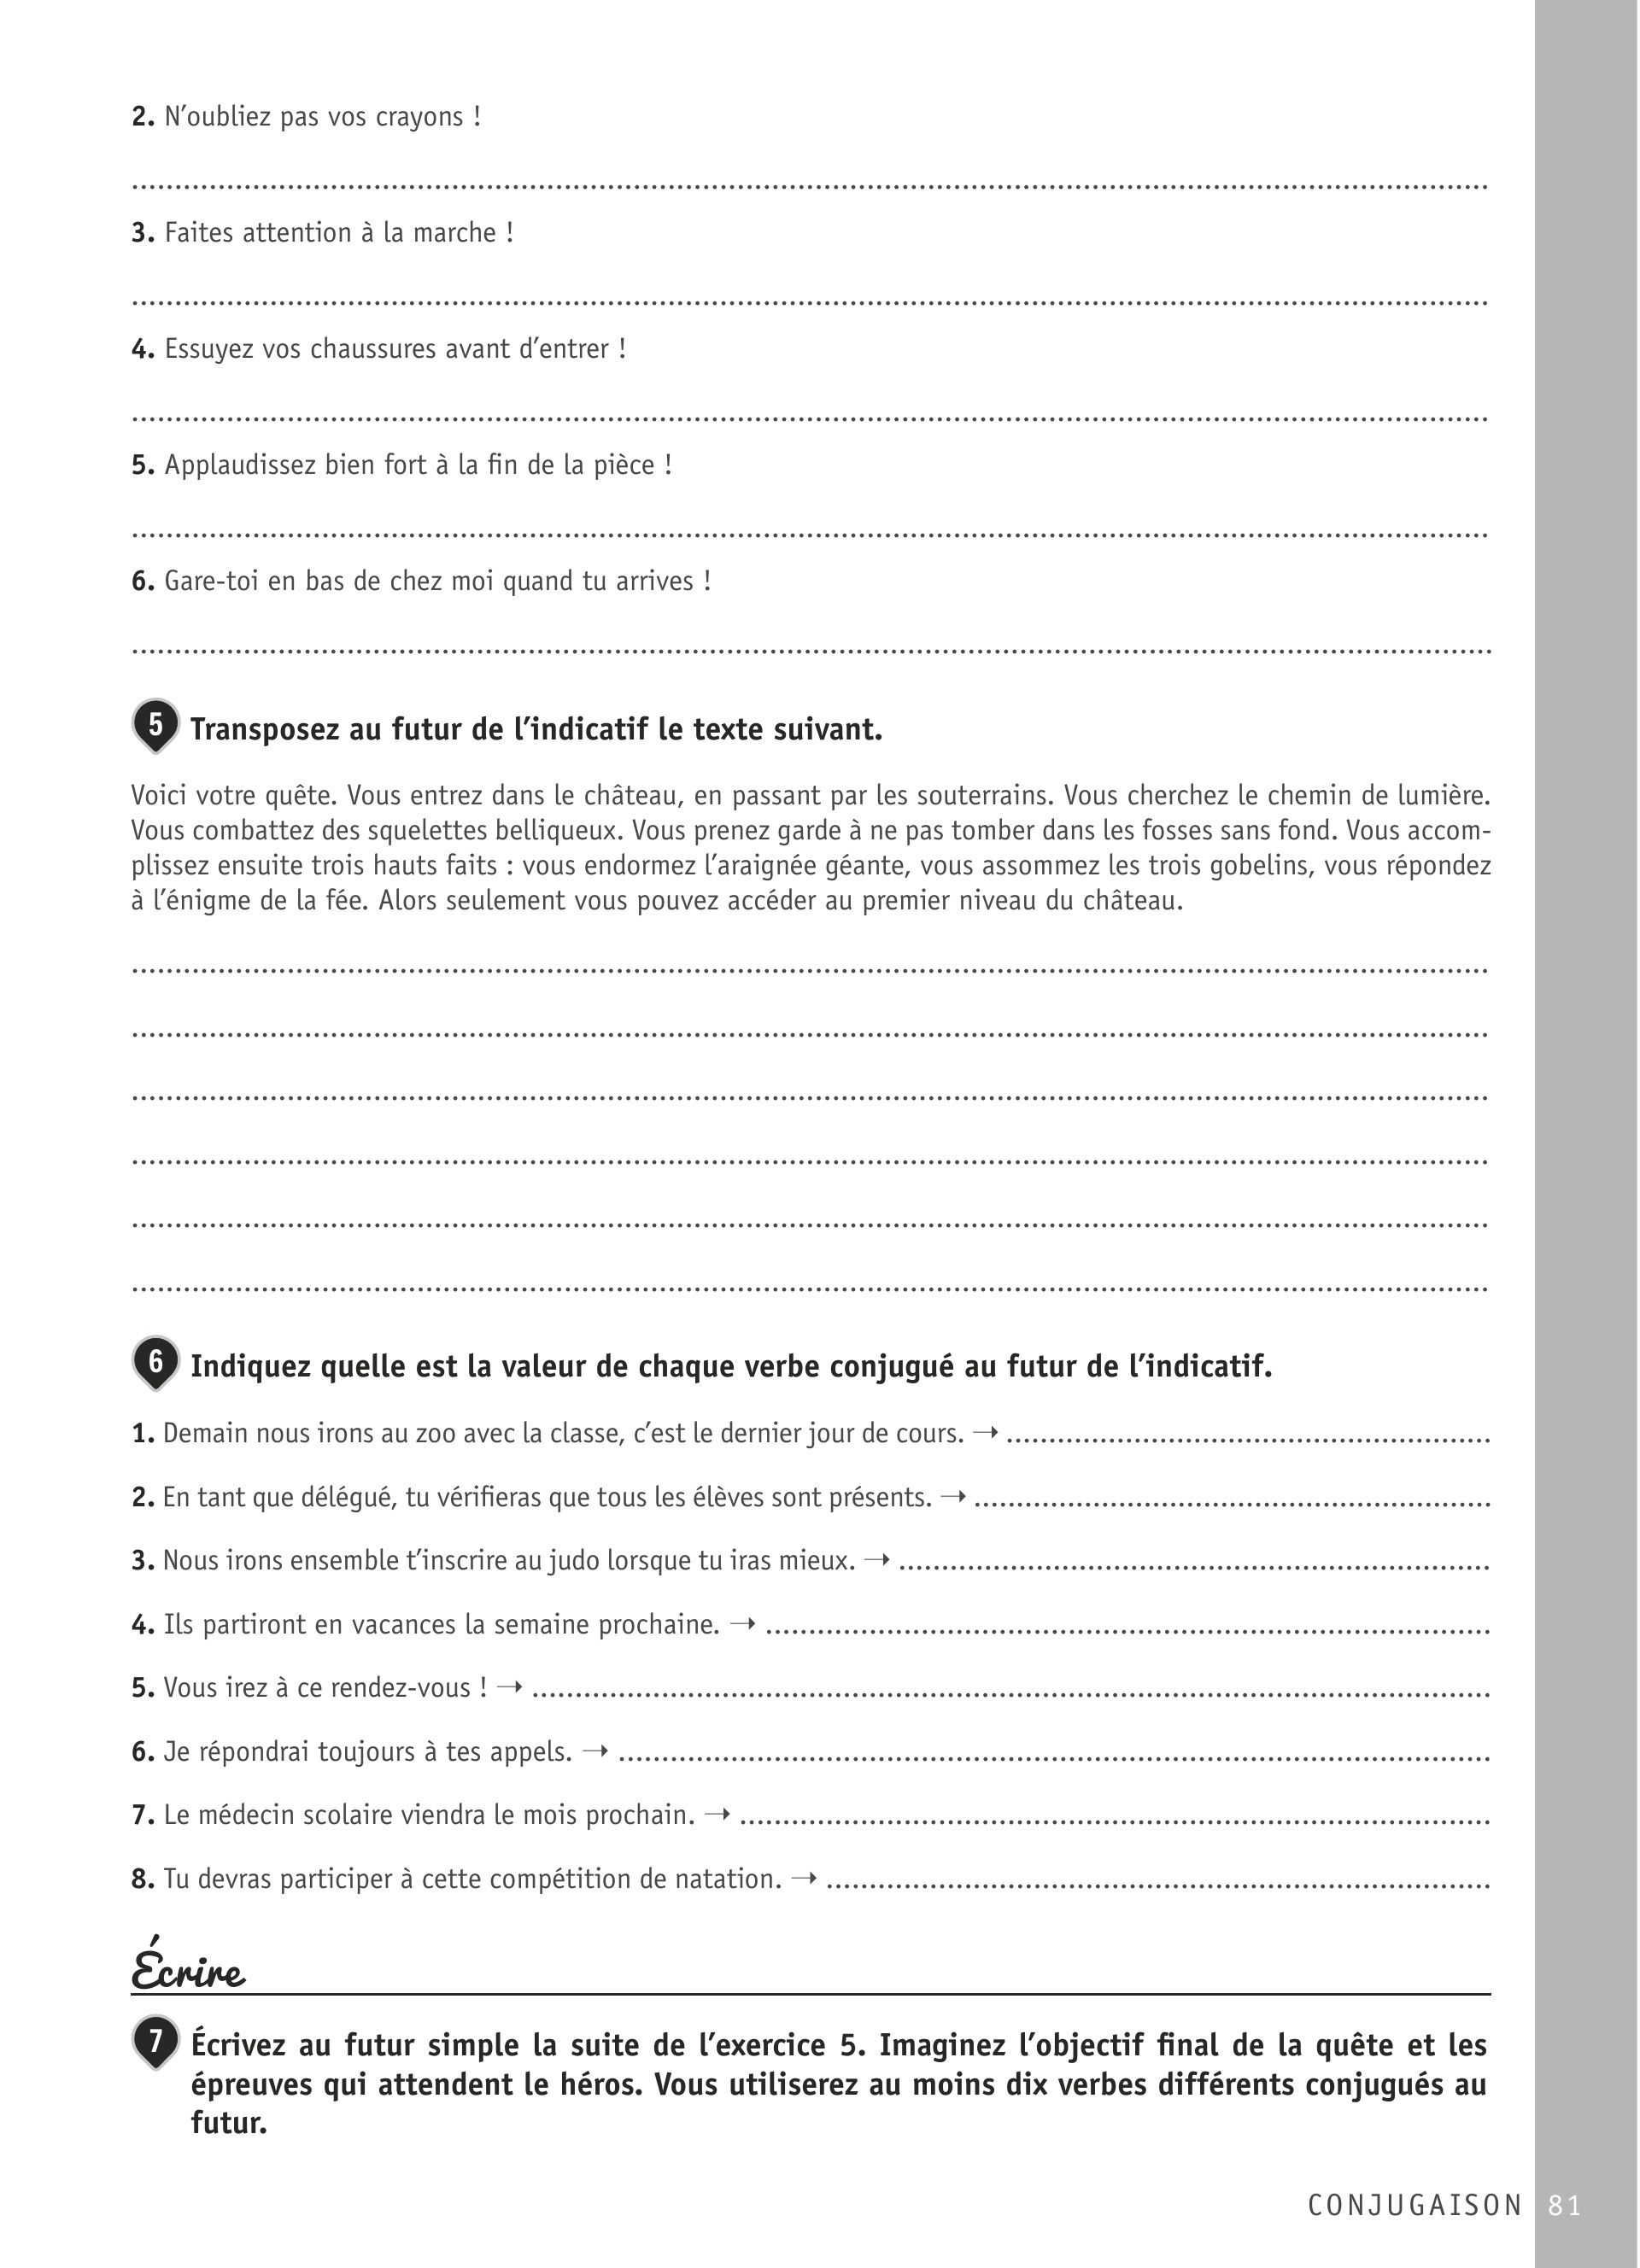 2. N’oubliez pas vos crayons !
3. Faites attention à la marche !
4. Essuyez vos chaussures avant d’entrer !
5. Applaudissez bien fort à la fin de la pièce !
6. Gare-toi en bas de chez moi quand tu arrives !
5 Transposez au futur de l’indicatif le texte suivant.
Voici votre quête. Vous entrez dans le château, en passant par les souterrains. Vous cherchez le chemin de lumière.
Vous combattez des squelettes belliqueux. Vous prenez garde à ne pas tomber dans les fosses sans fond. Vous accom-
plissez ensuite trois hauts faits : vous endormez l’araignée géante, vous assommez les trois gobelins, vous répondez
à l’énigme de la fée. Alors seulement vous pouvez accéder au premier niveau du château.
6 Indiquez quelle est la valeur de chaque verbe conjugué au futur de l’indicatif.
1. Demain nous irons au zoo avec la classe, c’est le dernier jour de cours. →
2. En tant que délégué, tu vérifieras que tous les élèves sont présents. →
3. Nous irons ensemble t’inscrire au judo lorsque tu iras mieux. →
4. Ils partiront en vacances la semaine prochaine. →
5. Vous irez à ce rendez-vous ! →
6. Je répondrai toujours à tes appels. →
7. Le médecin scolaire viendra le mois prochain. →
8. Tu devras participer à cette compétition de natation. →
Écrire
7 Écrivez au futur simple la suite de l’exercice 5. Imaginez l’objectif final de la quête et les
épreuves qui attendent le héros. Vous utiliserez au moins dix verbes différents conjugués au
futur.
CONJUGAISON 81